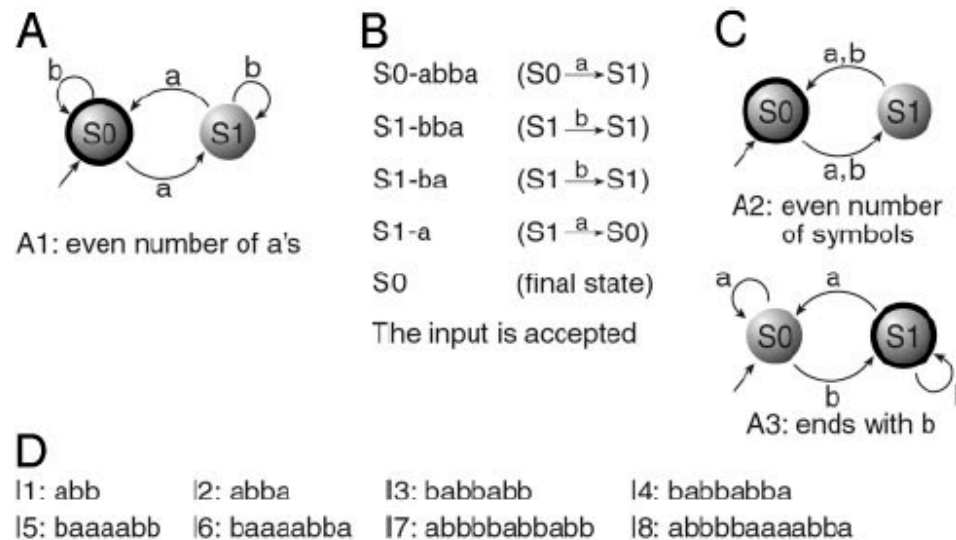 A
b
b
a
S0
S1
a
A1: even number of a's
B
S0-abba (S0 a→ S1)
S1-bba (S1 b→ S1)
S1-ba (S1 b→ S1)
S1-a (S1 a→ S0)
S0 (final state)
The input is accepted
C
a,b
S0
S1
a,b
A2: even number
of symbols
a
a
S0
S1
b
A3: ends with b
D
I1: abb I2: abba I3: babbabb I4: babbabba
I5: baaaabb I6: baaaabba I7: abbbbabbabb I8: abbbbaaaabba